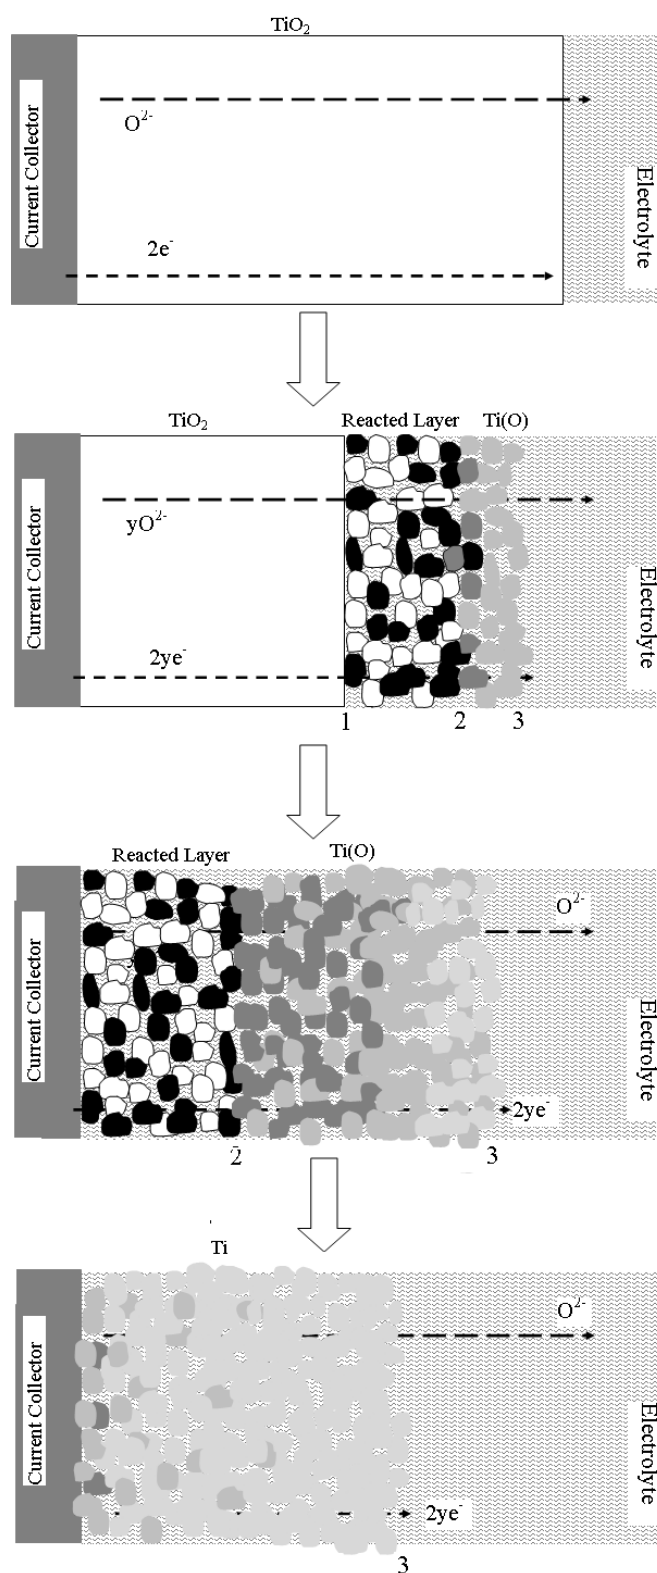 TiO₂
Current Collector
O²⁻
2e⁻
Electrolyte
TiO₂
Reacted Layer
Ti(O)
Current Collector
yO²⁻
2ye⁻
Electrolyte
1
2
3
Reacted Layer
Ti(O)
Current Collector
O²⁻
2ye⁻
Electrolyte
2
3
Ti
Current Collector
O²⁻
2ye⁻
Electrolyte
3